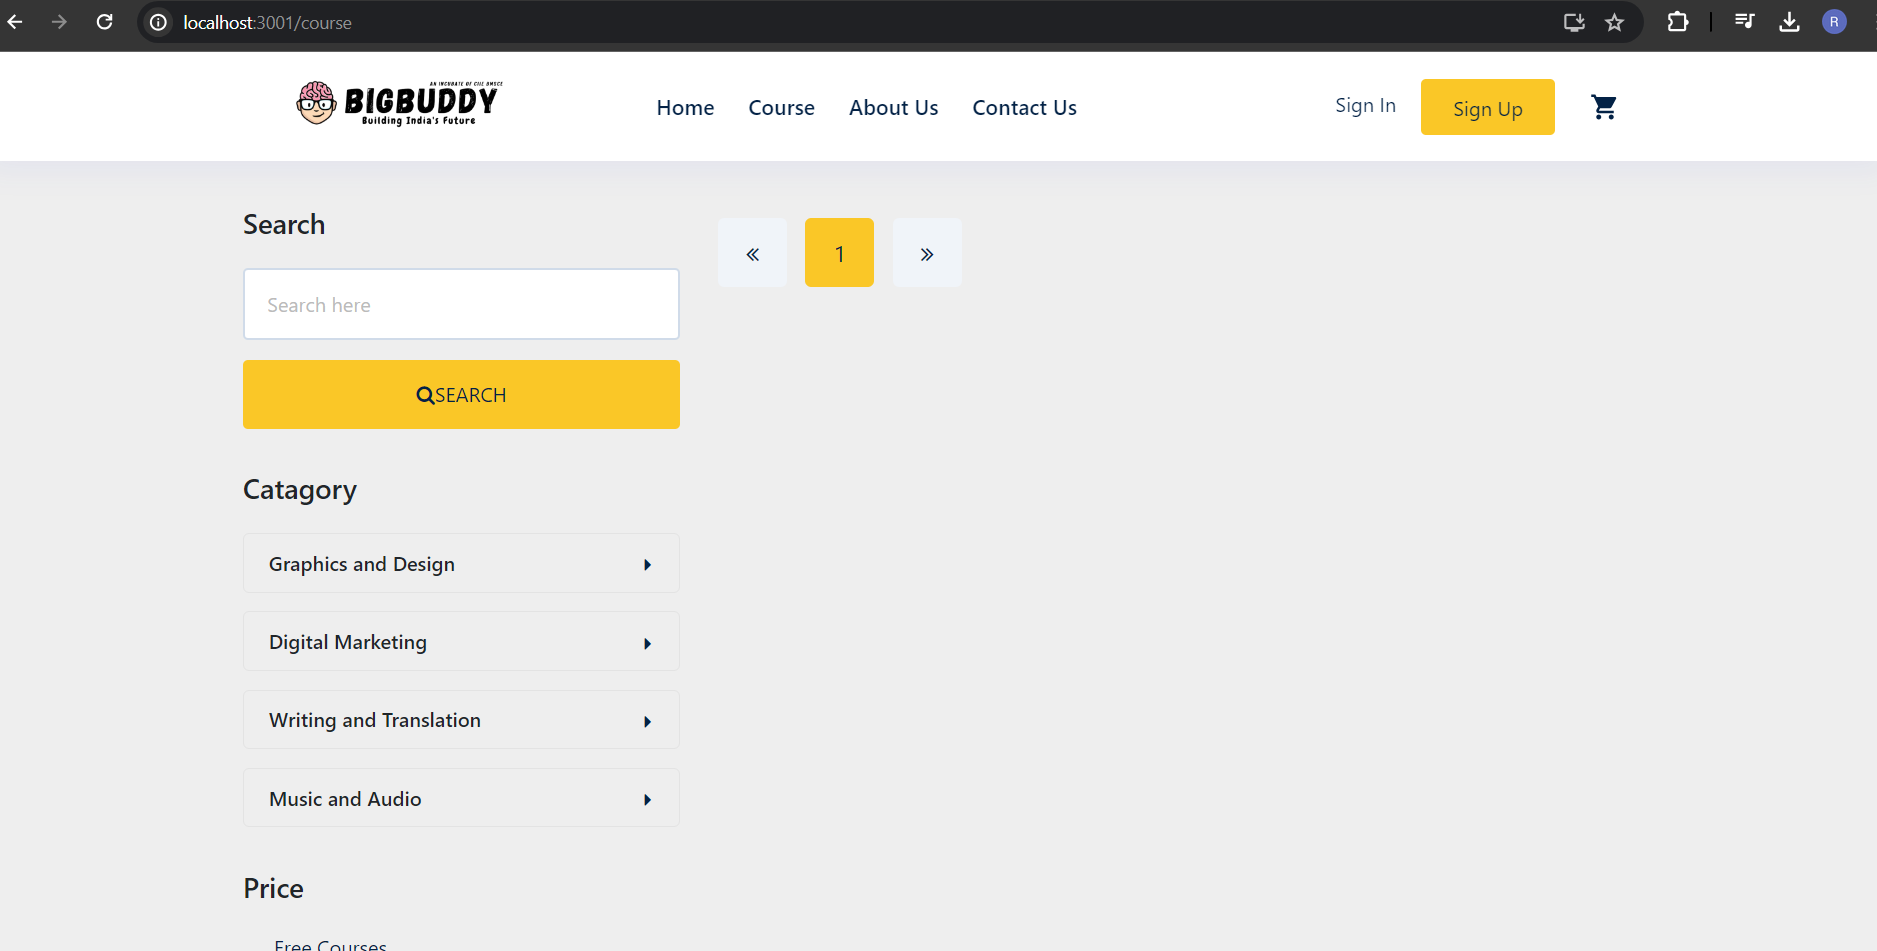 localhost:3001/course
R
AN INCUBATE OF CIIE BMSCE
BIGBUDDY
Building India's Future
Home
Course
About Us
Contact Us
Sign In
Sign Up
Search
«
1
»
Search here
SEARCH
Catagory
Graphics and Design
Digital Marketing
Writing and Translation
Music and Audio
Price
Free Courses